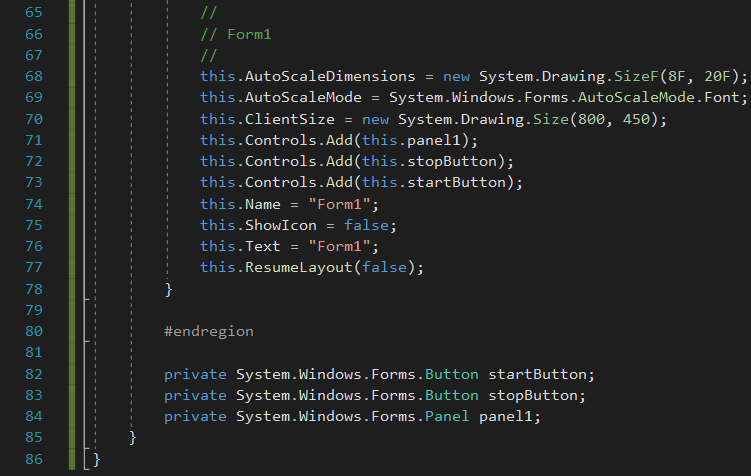 65 //
66 // Form1
67 //
68 this.AutoScaleDimensions = new System.Drawing.SizeF(8F, 20F);
69 this.AutoScaleMode = System.Windows.Forms.AutoScaleMode.Font;
70 this.ClientSize = new System.Drawing.Size(800, 450);
71 this.Controls.Add(this.panel1);
72 this.Controls.Add(this.stopButton);
73 this.Controls.Add(this.startButton);
74 this.Name = "Form1";
75 this.ShowIcon = false;
76 this.Text = "Form1";
77 this.ResumeLayout(false);
78 }
79
80 #endregion
81
82 private System.Windows.Forms.Button startButton;
83 private System.Windows.Forms.Button stopButton;
84 private System.Windows.Forms.Panel panel1;
85 }
86 }